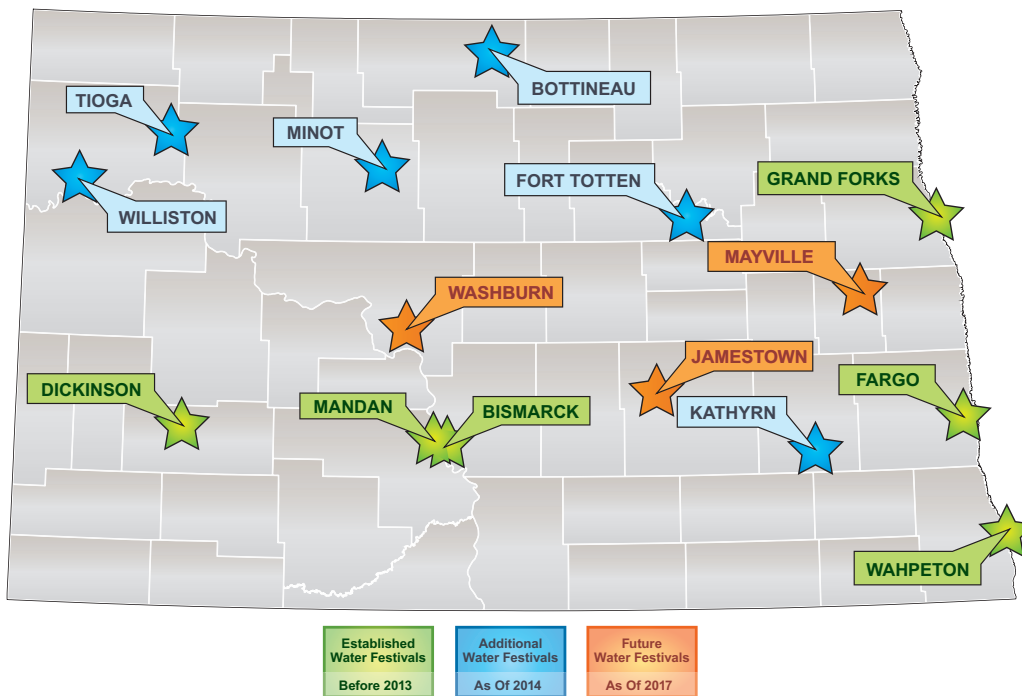 BOTTINEAU
TIOGA
MINOT
FORT TOTTEN
GRAND FORKS
WILLISTON
MAYVILLE
WASHBURN
JAMESTOWN
DICKINSON
MANDAN
BISMARCK
KATHYRN
FARGO
WAHPETON
Established
Water Festivals
Before 2013
Additional
Water Festivals
As Of 2014
Future
Water Festivals
As Of 2017